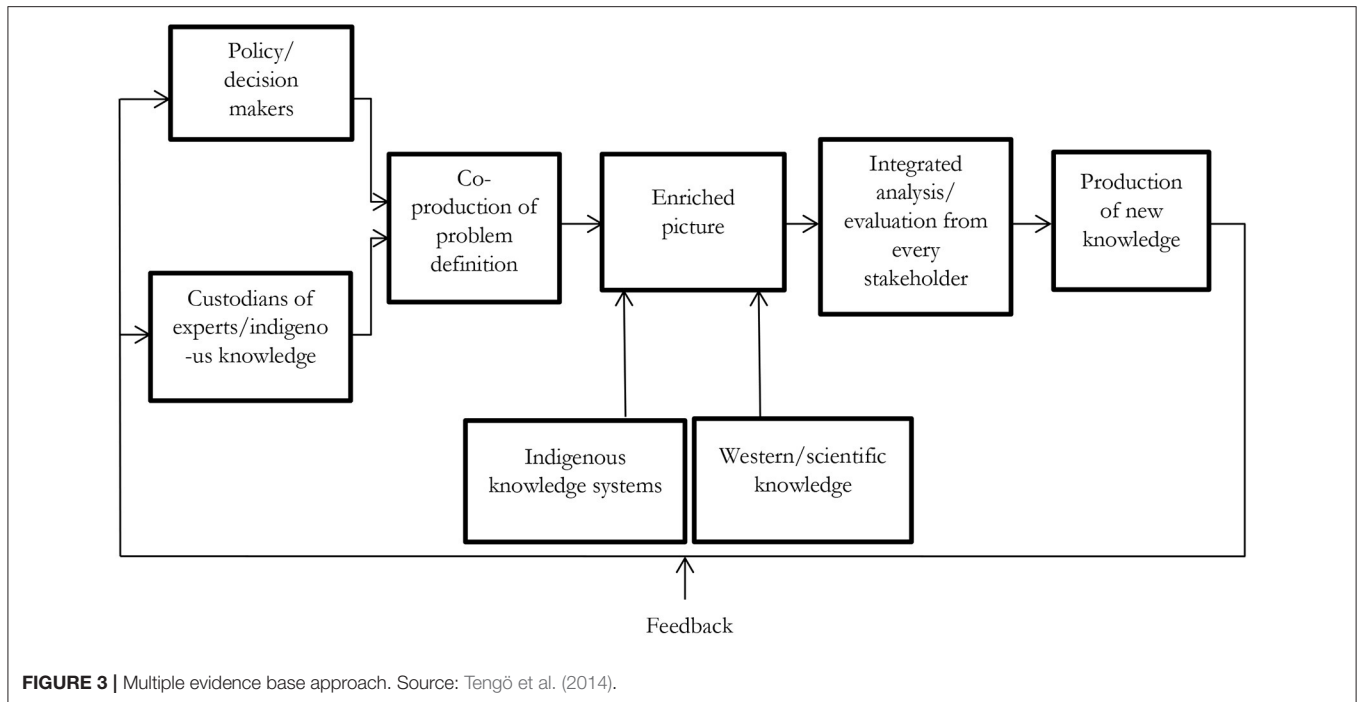 Policy/
decision
makers
Custodians of
experts/indigeno
-us knowledge
Co-
production of
problem
definition
Enriched
picture
Integrated
analysis/
evaluation from
every
stakeholder
Production
of new
knowledge
Indigenous
knowledge systems
Western/scientific
knowledge
Feedback
FIGURE 3 | Multiple evidence base approach. Source: Tengö et al. (2014).